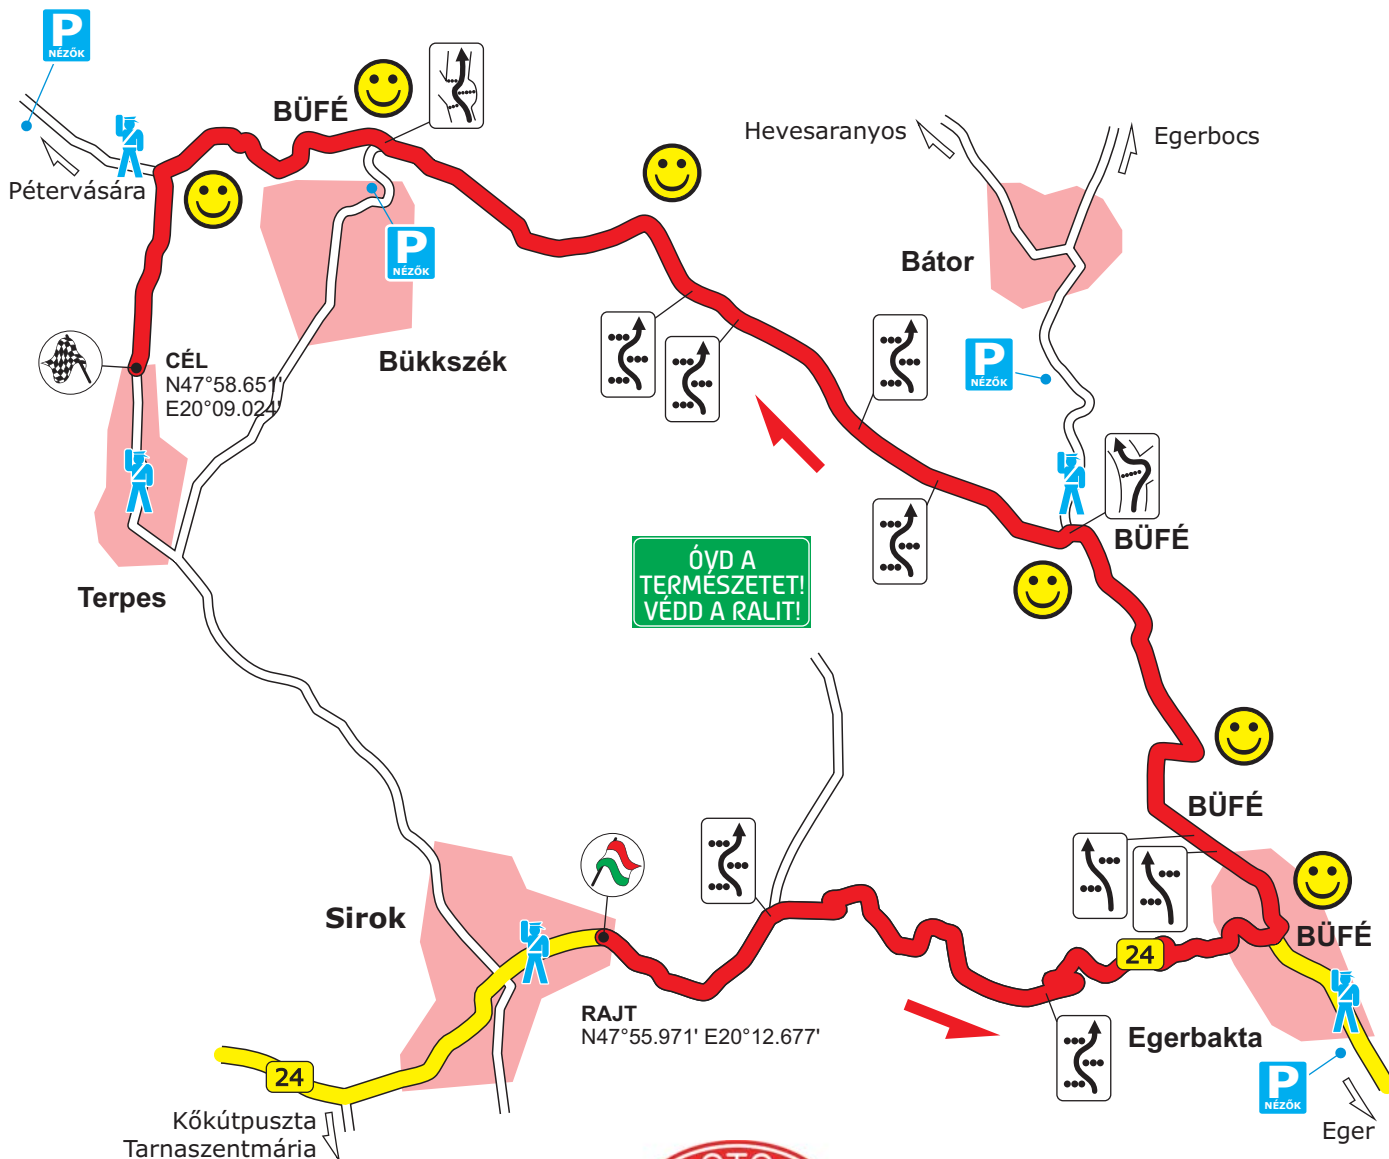 P
NÉZŐK
BÜFÉ
Hevesaranyos
Egerbocs
Pétervására
P
NÉZŐK
Bátor
Bükkszék
CÉL
N47°58.651'
E20°09.024'
P
NÉZŐK
BÜFÉ
ÓVD A
TERMÉSZETET!
VÉDD A RALIT!
Terpes
BÜFÉ
Sirok
BÜFÉ
24
RAJT
N47°55.971' E20°12.677'
Egerbakta
24
P
NÉZŐK
Kőkútpuszta
Tarnaszentmária
Eger